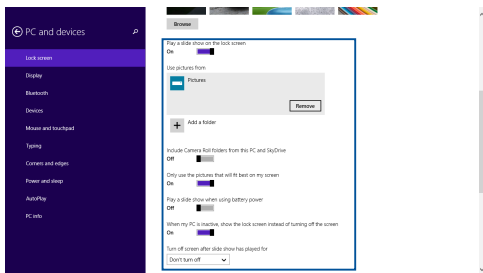 PC and devices
Lock screen
Display
Bluetooth
Devices
Mouse and touchpad
Typing
Corners and edges
Power and sleep
AutoPlay
PC info
Browse
Play a slide show on the lock screen
On
Use pictures from
Pictures
Remove
Add a folder
Include Camera Roll folders from this PC and SkyDrive
Off
Only use the pictures that will fit best on my screen
On
Play a slide show when using battery power
Off
When my PC is inactive, show the lock screen instead of turning off the screen
On
Turn off screen after slide show has played for
Don't turn off